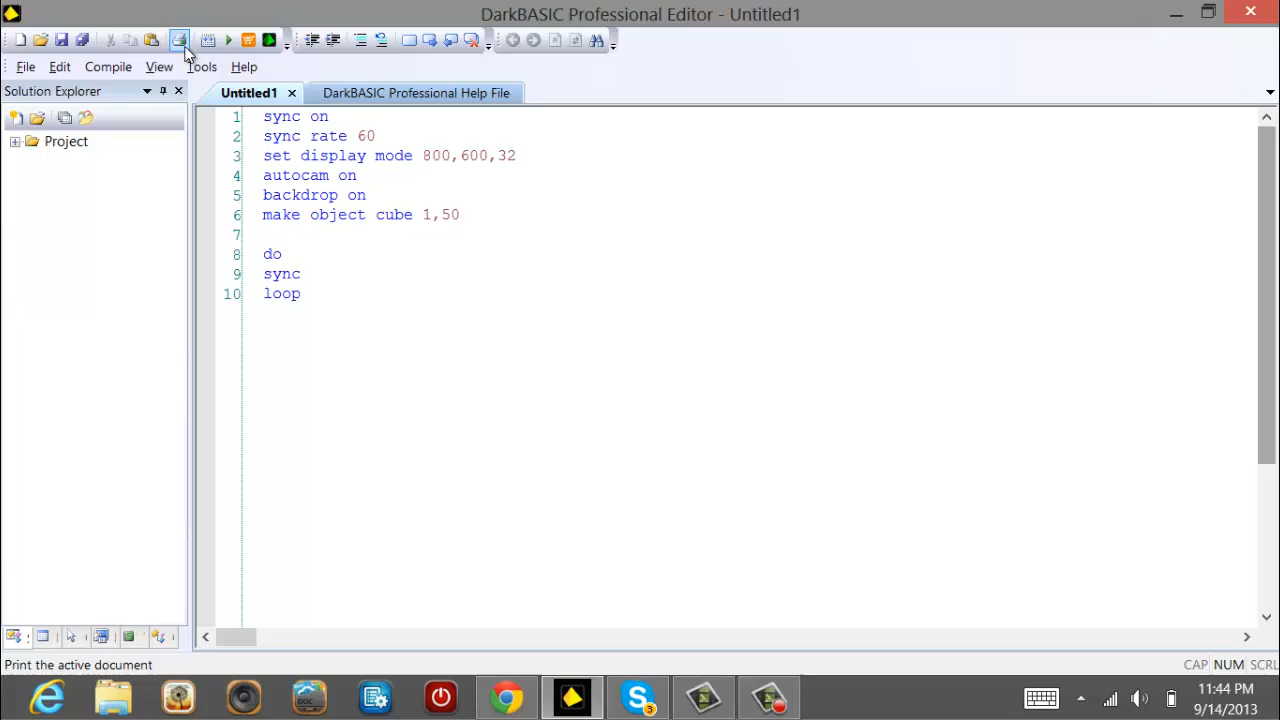 DarkBASIC Professional Editor - Untitled1
File Edit Compile View Tools Help
Solution Explorer
Untitled1
DarkBASIC Professional Help File
Project
1 sync on
2 sync rate 60
3 set display mode 800,600,32
4 autocam on
5 backdrop on
6 make object cube 1,50
7
8 do
9 sync
10 loop
Print the active document
CAP NUM SCRL
DOC
3
11:44 PM
9/14/2013